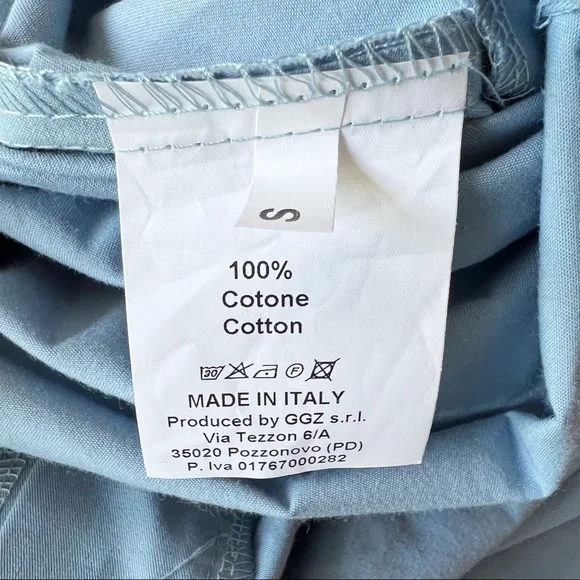 S
100%
Cotone
Cotton
30 F
MADE IN ITALY
Produced by GGZ s.r.l.
Via Tezzon 6/A
35020 Pozzonovo (PD)
P. Iva 01767000282